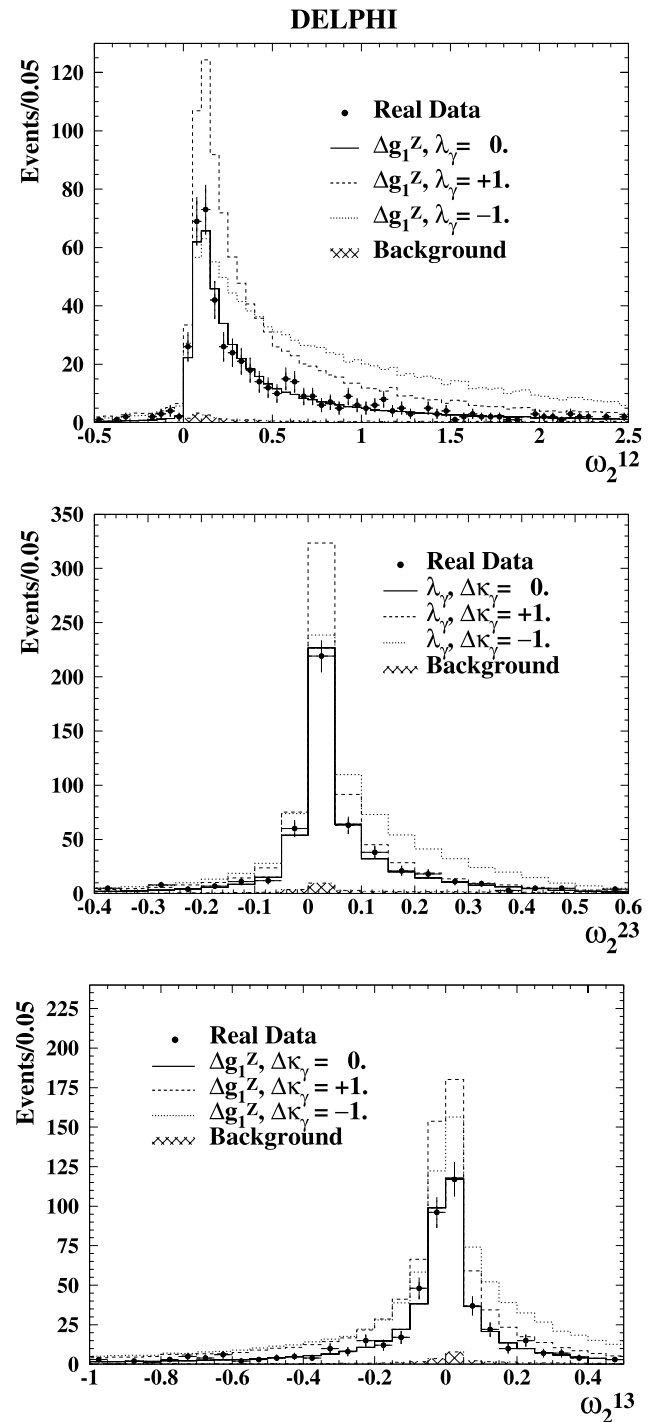 DELPHI
Events/0.05
120
100
80
60
40
20
0
Real Data
Δg₁ᶻ, λᵧ= 0.
Δg₁ᶻ, λᵧ= +1.
Δg₁ᶻ, λᵧ= −1.
Background
-0.5 0 0.5 1 1.5 2 2.5
ω₂¹²
Events/0.05
350
300
250
200
150
100
50
0
Real Data
λᵧ, Δκᵧ= 0.
λᵧ, Δκᵧ= +1.
λᵧ, Δκᵧ= −1.
Background
-0.4 -0.3 -0.2 -0.1 0 0.1 0.2 0.3 0.4 0.5 0.6
ω₂²³
Events/0.05
225
200
175
150
125
100
75
50
25
0
Real Data
Δg₁ᶻ, Δκᵧ = 0.
Δg₁ᶻ, Δκᵧ = +1.
Δg₁ᶻ, Δκᵧ = −1.
Background
-1 -0.8 -0.6 -0.4 -0.2 0 0.2 0.4
ω₂¹³